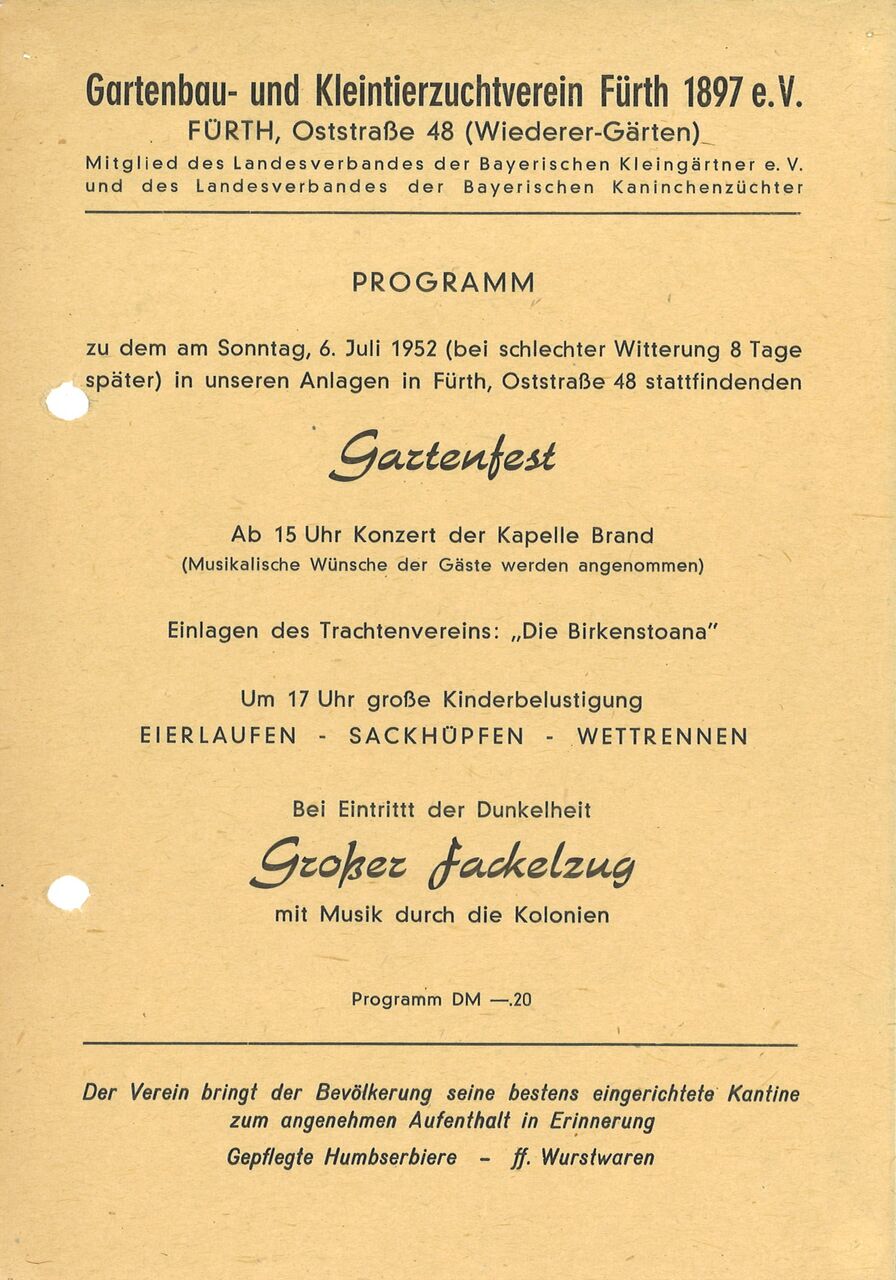 Gartenbau- und Kleintierzuchtverein Fürth 1897 e.V.
FÜRTH, Oststraße 48 (Wiederer-Gärten)
Mitglied des Landesverbandes der Bayerischen Kleingärtner e. V.
und des Landesverbandes der Bayerischen Kaninchenzüchter
PROGRAMM
zu dem am Sonntag, 6. Juli 1952 (bei schlechter Witterung 8 Tage
später) in unseren Anlagen in Fürth, Oststraße 48 stattfindenden
Gartenfest
Ab 15 Uhr Konzert der Kapelle Brand
(Musikalische Wünsche der Gäste werden angenommen)
Einlagen des Trachtenvereins: „Die Birkenstoana"
Um 17 Uhr große Kinderbelustigung
EIERLAUFEN - SACKHÜPFEN - WETTRENNEN
Bei Eintrittt der Dunkelheit
Großer Fackelzug
mit Musik durch die Kolonien
Programm DM —.20
Der Verein bringt der Bevölkerung seine bestens eingerichtete Kantine
zum angenehmen Aufenthalt in Erinnerung
Gepflegte Humbserbiere - ff. Wurstwaren